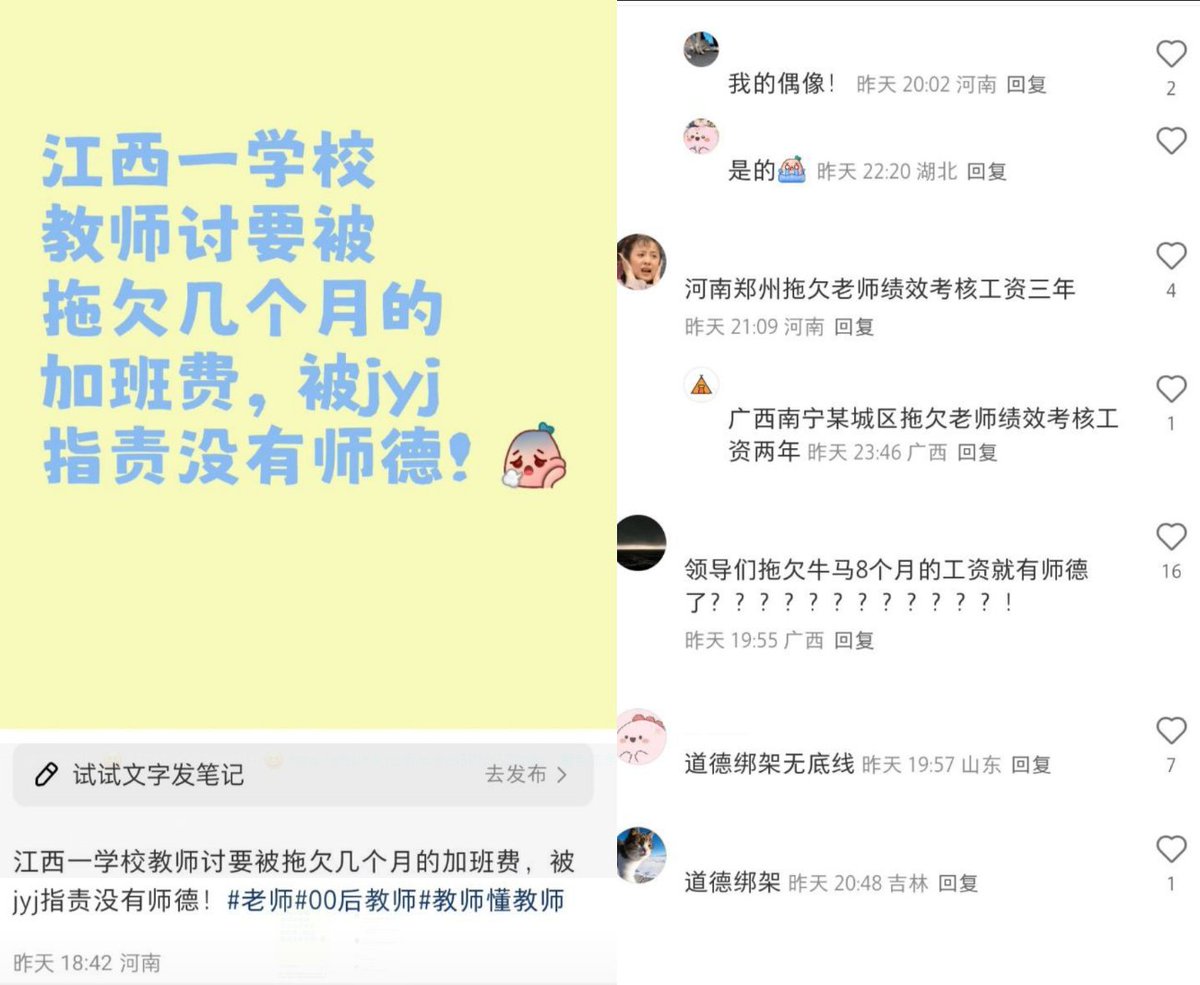 江西一学校
教师讨要被
拖欠几个月的
加班费，被jyj
指责没有师德！
试试文字发笔记
去发布 >
江西一学校教师讨要被拖欠几个月的加班费，被
jyj指责没有师德！#老师#00后教师#教师懂教师
昨天 18:42 河南
我的偶像！ 昨天 20:02 河南 回复
2
是的 昨天 22:20 湖北 回复
河南郑州拖欠老师绩效考核工资三年
4
昨天 21:09 河南 回复
广西南宁某城区拖欠老师绩效考核工
1
资两年 昨天 23:46 广西 回复
领导们拖欠牛马8个月的工资就有师德
16
了？？？？？？？？？？？？！
昨天 19:55 广西 回复
道德绑架无底线 昨天 19:57 山东 回复
7
道德绑架 昨天 20:48 吉林 回复
1